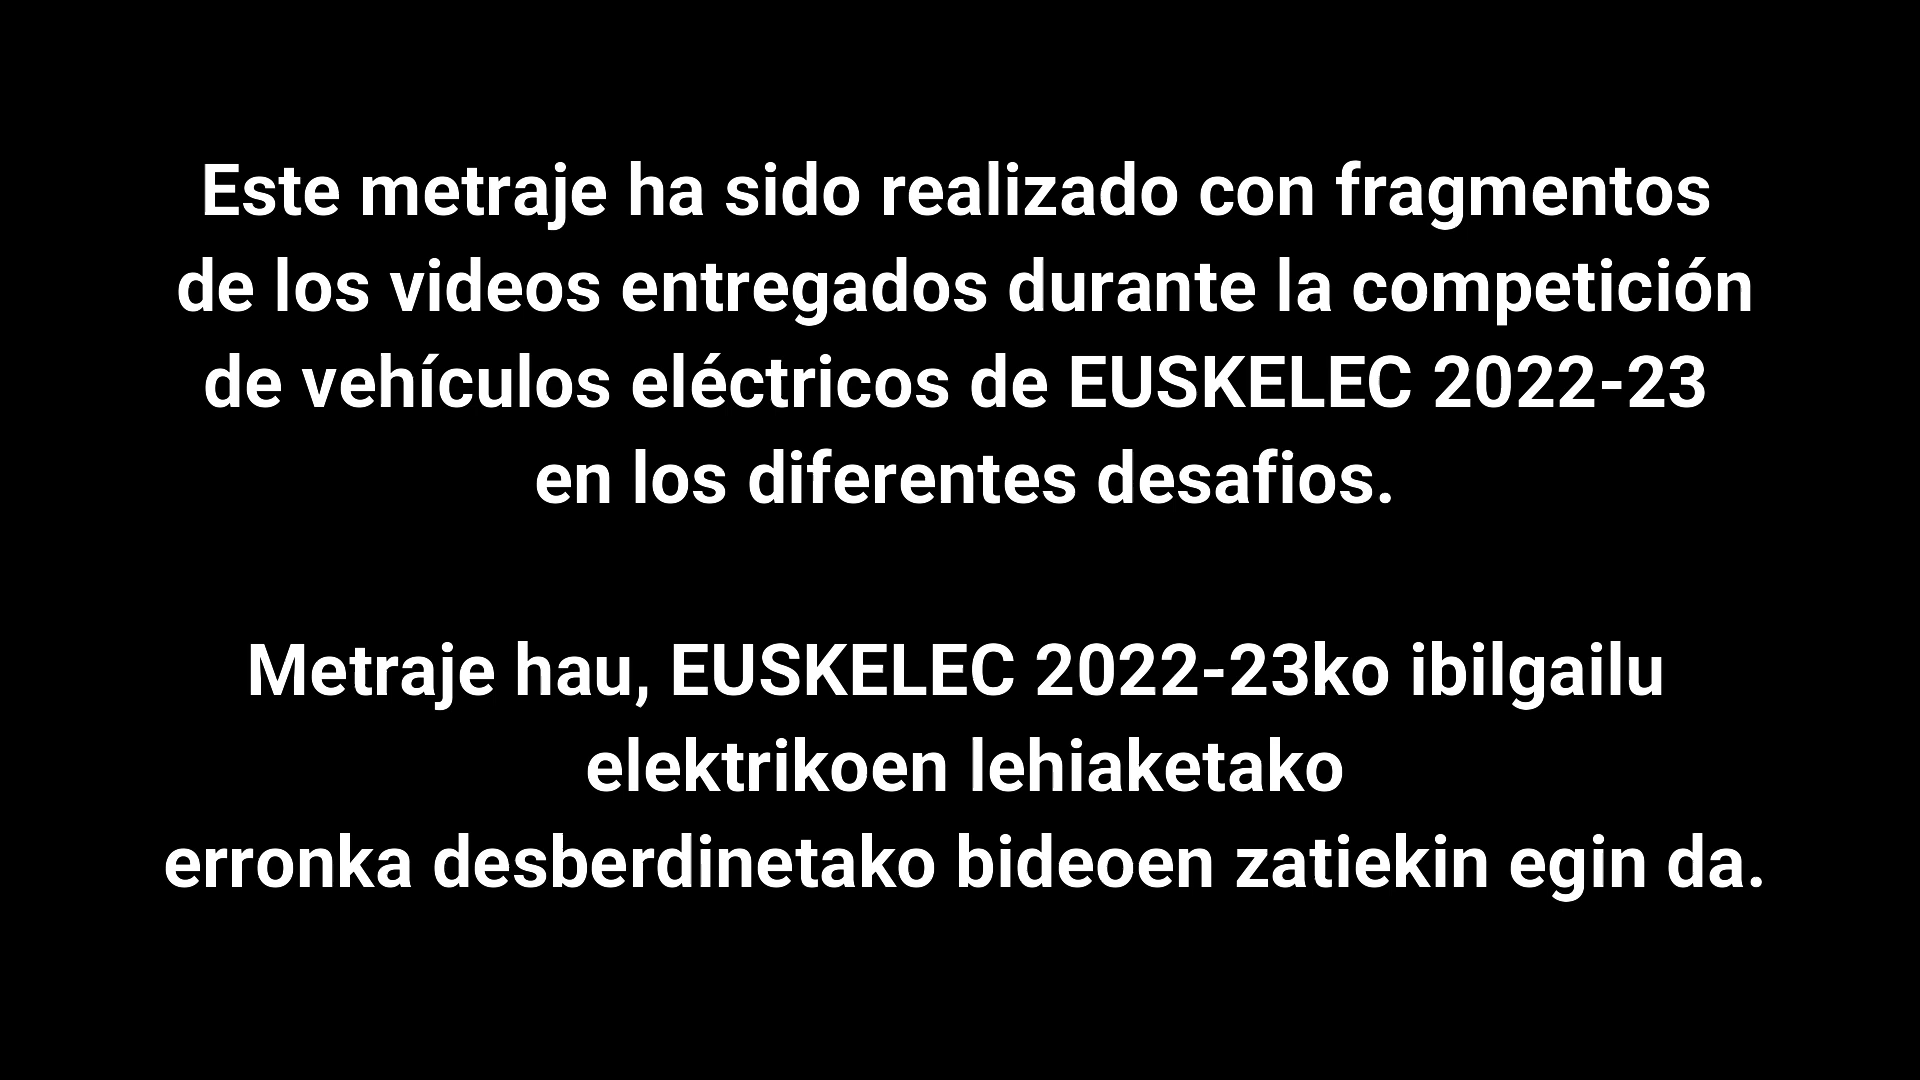 Este metraje ha sido realizado con fragmentos
de los videos entregados durante la competición
de vehículos eléctricos de EUSKELEC 2022-23
en los diferentes desafios.
Metraje hau, EUSKELEC 2022-23ko ibilgailu
elektrikoen lehiaketako
erronka desberdinetako bideoen zatiekin egin da.